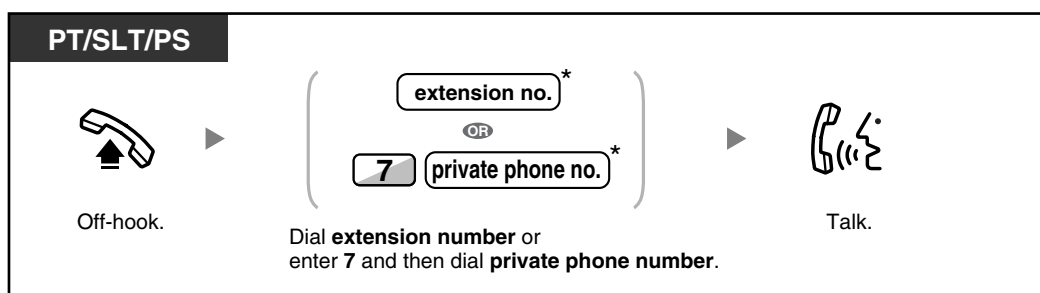 PT/SLT/PS
extension no.*
OR
7 private phone no.*
Off-hook.
Dial extension number or
enter 7 and then dial private phone number.
Talk.